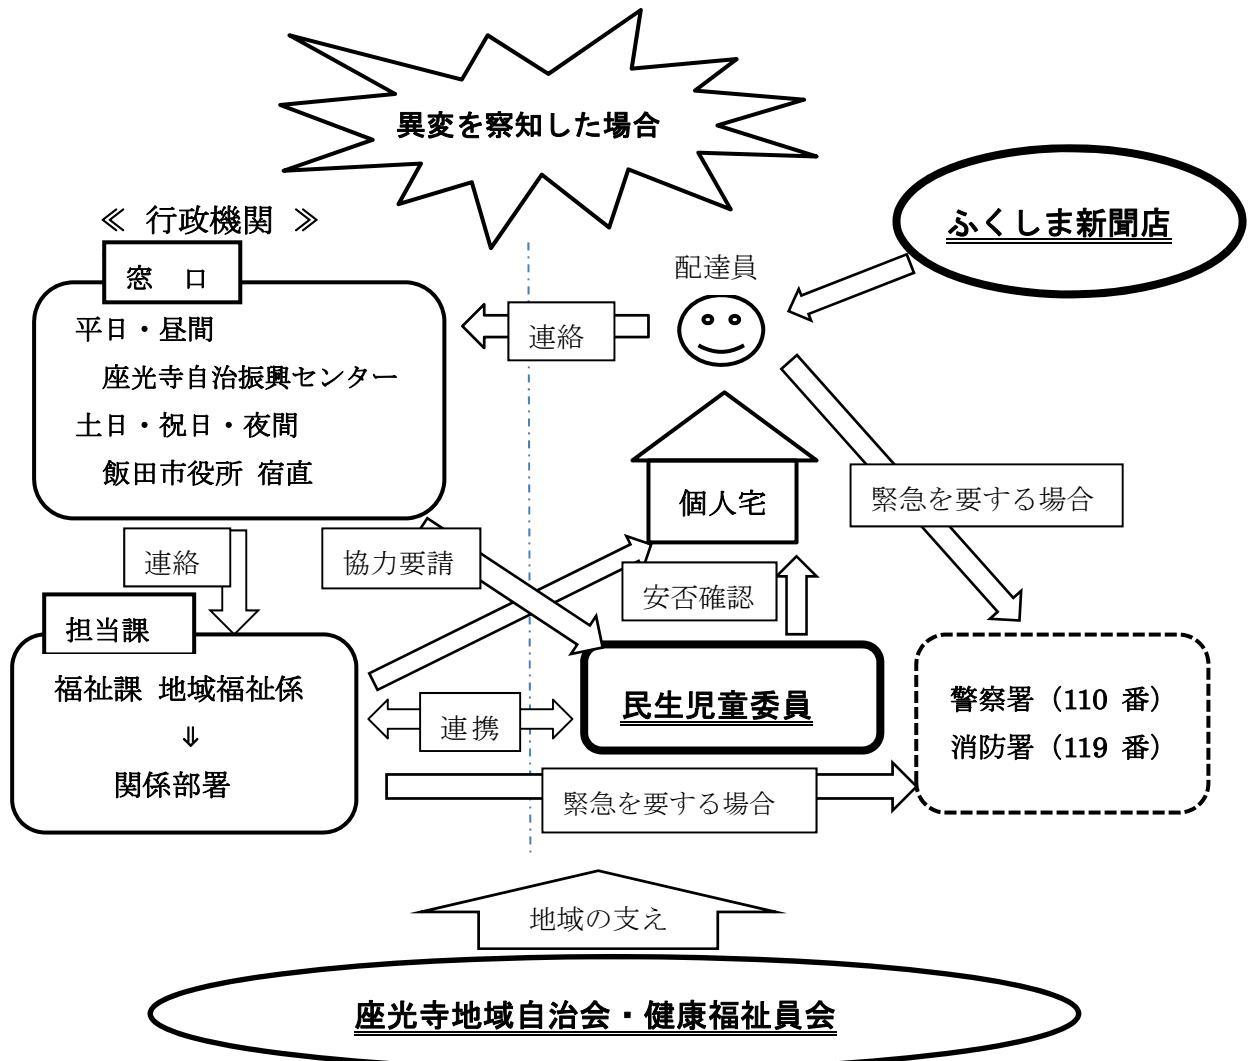 異変を察知した場合
≪ 行政機関 ≫
窓 口
平日・昼間
座光寺自治振興センター
土日・祝日・夜間
飯田市役所 宿直
ふくしま新聞店
配達員
連絡
個人宅
緊急を要する場合
連絡
協力要請
安否確認
担当課
福祉課 地域福祉係
⇓
関係部署
連携
民生児童委員
警察署（110 番）
消防署（119 番）
緊急を要する場合
地域の支え
座光寺地域自治会・健康福祉員会